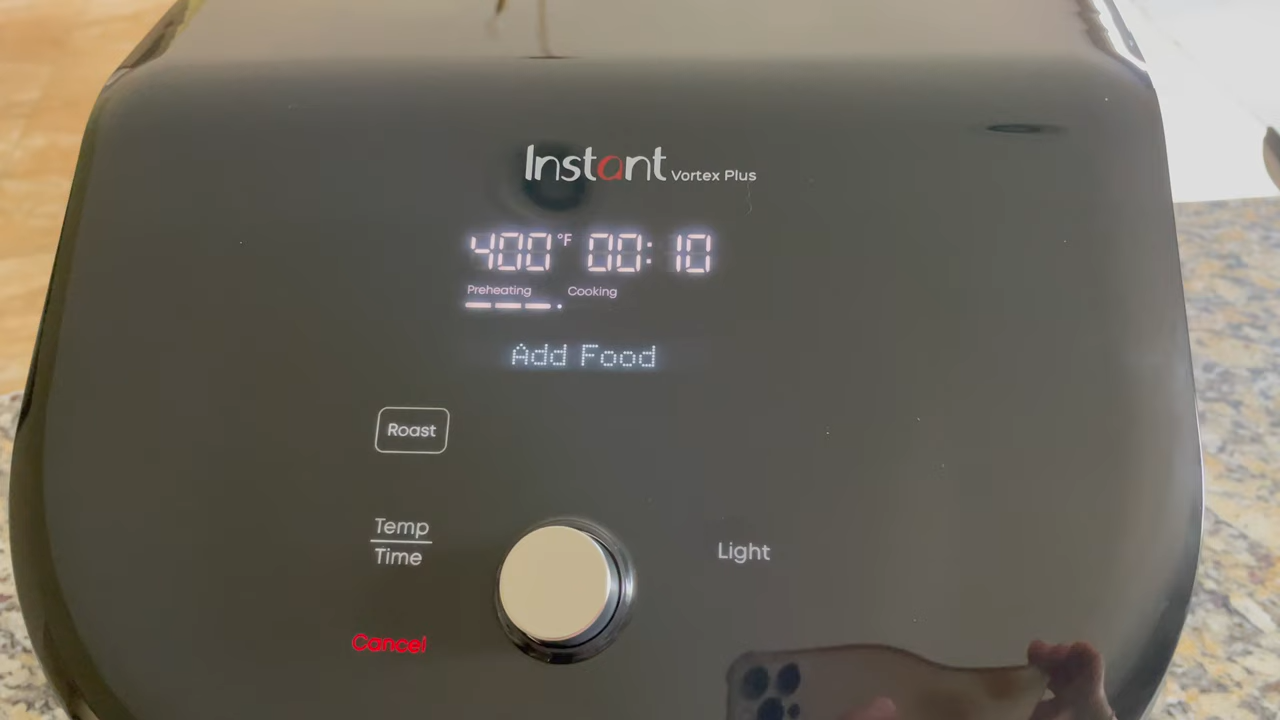 Instant Vortex Plus
400°F 00:10
Preheating Cooking
Add Food
Roast
Temp
Time
Light
Cancel